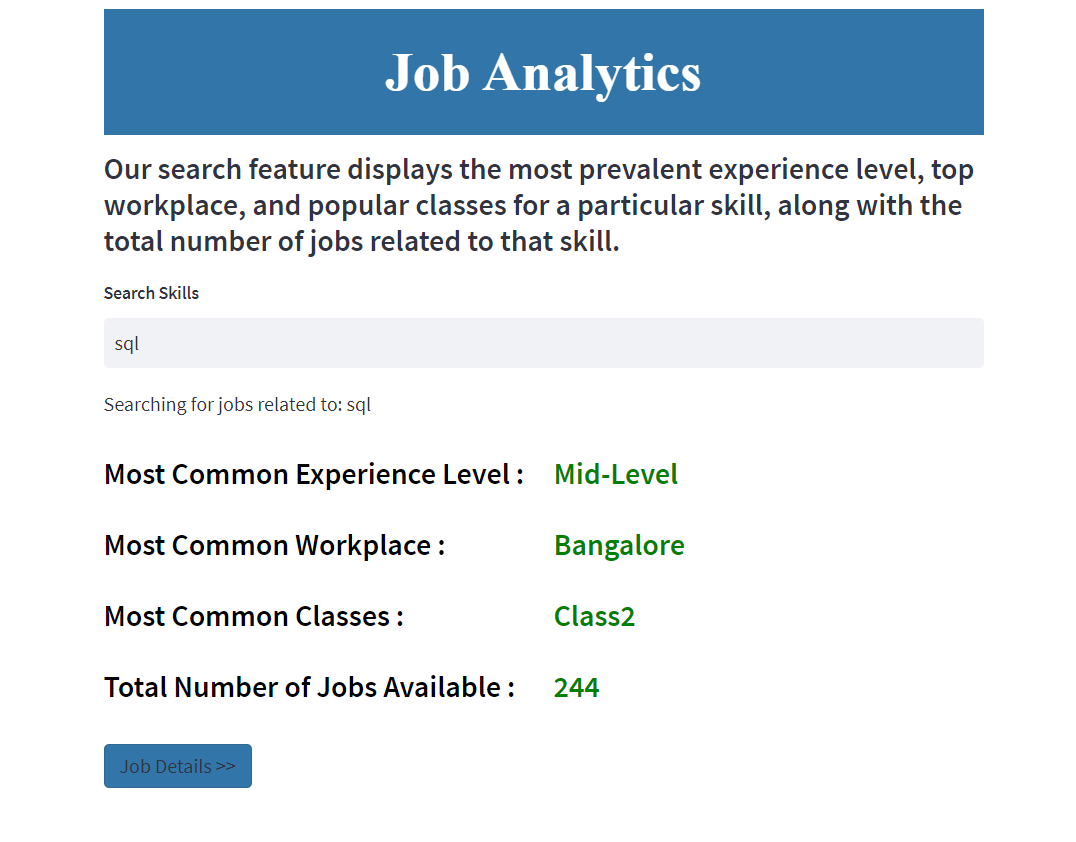 Job Analytics
Our search feature displays the most prevalent experience level, top
workplace, and popular classes for a particular skill, along with the
total number of jobs related to that skill.
Search Skills
sql
Searching for jobs related to: sql
Most Common Experience Level : Mid-Level
Most Common Workplace : Bangalore
Most Common Classes : Class2
Total Number of Jobs Available : 244
Job Details >>